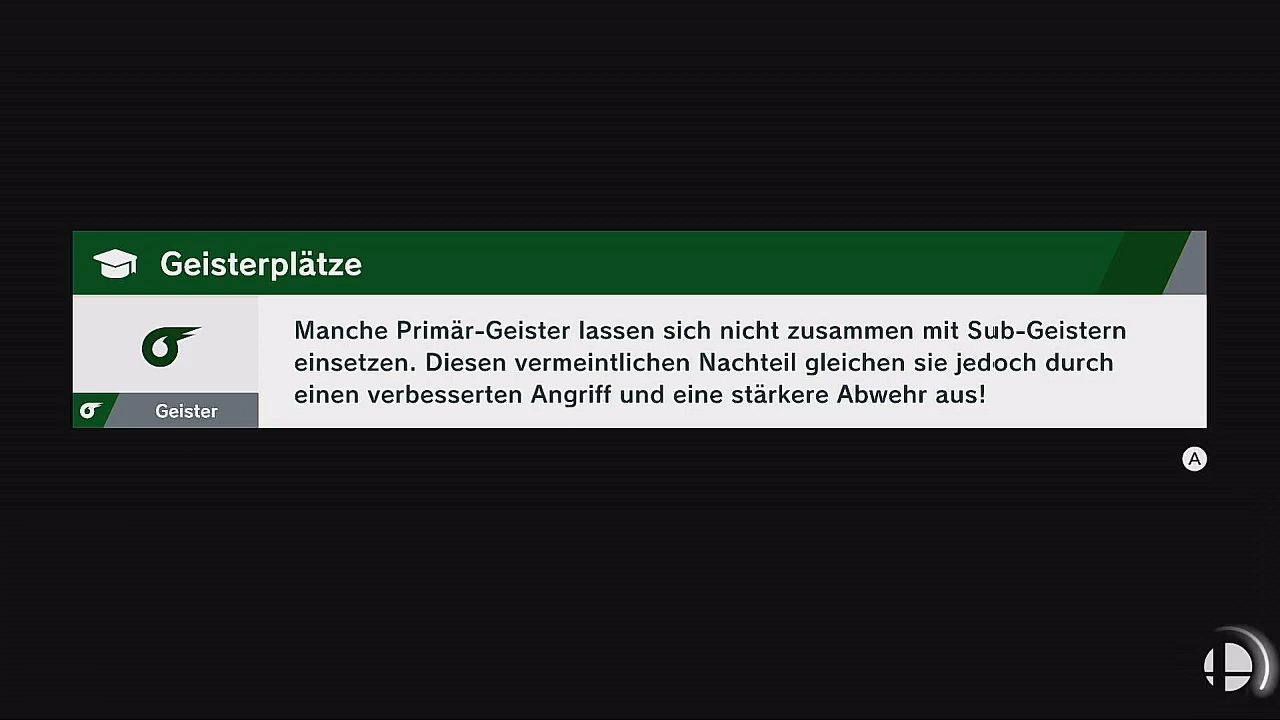 Geisterplätze
Manche Primär-Geister lassen sich nicht zusammen mit Sub-Geistern
einsetzen. Diesen vermeintlichen Nachteil gleichen sie jedoch durch
einen verbesserten Angriff und eine stärkere Abwehr aus!
Geister
A